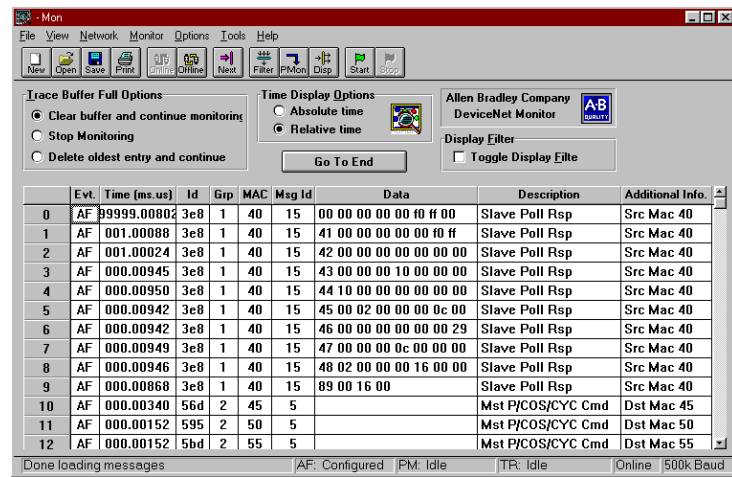 - Mon
File View Network Monitor Options Tools Help
New Open Save Print Online Offline Next Filter PMon Disp Start Stop
Trace Buffer Full Options
Clear buffer and continue monitoring
Stop Monitoring
Delete oldest entry and continue
Time Display Options
Absolute time
Relative time
Go To End
Allen Bradley Company
DeviceNet Monitor
A·B
QUALITY
Display Filter
Toggle Display Filte
Evt. Time (ms.us) Id Grp MAC Msg Id Data Description Additional Info.
0 AF 99999.00802 3e8 1 40 15 00 00 00 00 00 f0 ff 00 Slave Poll Rsp Src Mac 40
1 AF 001.00088 3e8 1 40 15 41 00 00 00 00 00 f0 ff Slave Poll Rsp Src Mac 40
2 AF 001.00024 3e8 1 40 15 42 00 00 00 00 00 00 00 Slave Poll Rsp Src Mac 40
3 AF 000.00945 3e8 1 40 15 43 00 00 00 10 00 00 00 Slave Poll Rsp Src Mac 40
4 AF 000.00950 3e8 1 40 15 44 10 00 00 00 00 00 00 Slave Poll Rsp Src Mac 40
5 AF 000.00942 3e8 1 40 15 45 00 02 00 00 00 0c 00 Slave Poll Rsp Src Mac 40
6 AF 000.00942 3e8 1 40 15 46 00 00 00 00 00 00 29 Slave Poll Rsp Src Mac 40
7 AF 000.00949 3e8 1 40 15 47 00 00 00 0c 00 00 00 Slave Poll Rsp Src Mac 40
8 AF 000.00946 3e8 1 40 15 48 02 00 00 00 16 00 00 Slave Poll Rsp Src Mac 40
9 AF 000.00868 3e8 1 40 15 89 00 16 00 Slave Poll Rsp Src Mac 40
10 AF 000.00340 56d 2 45 5 Mst P/COS/CYC Cmd Dst Mac 45
11 AF 000.00152 595 2 50 5 Mst P/COS/CYC Cmd Dst Mac 50
12 AF 000.00152 5bd 2 55 5 Mst P/COS/CYC Cmd Dst Mac 55
Done loading messages AF: Configured PM: Idle TR: Idle Online 500k Baud